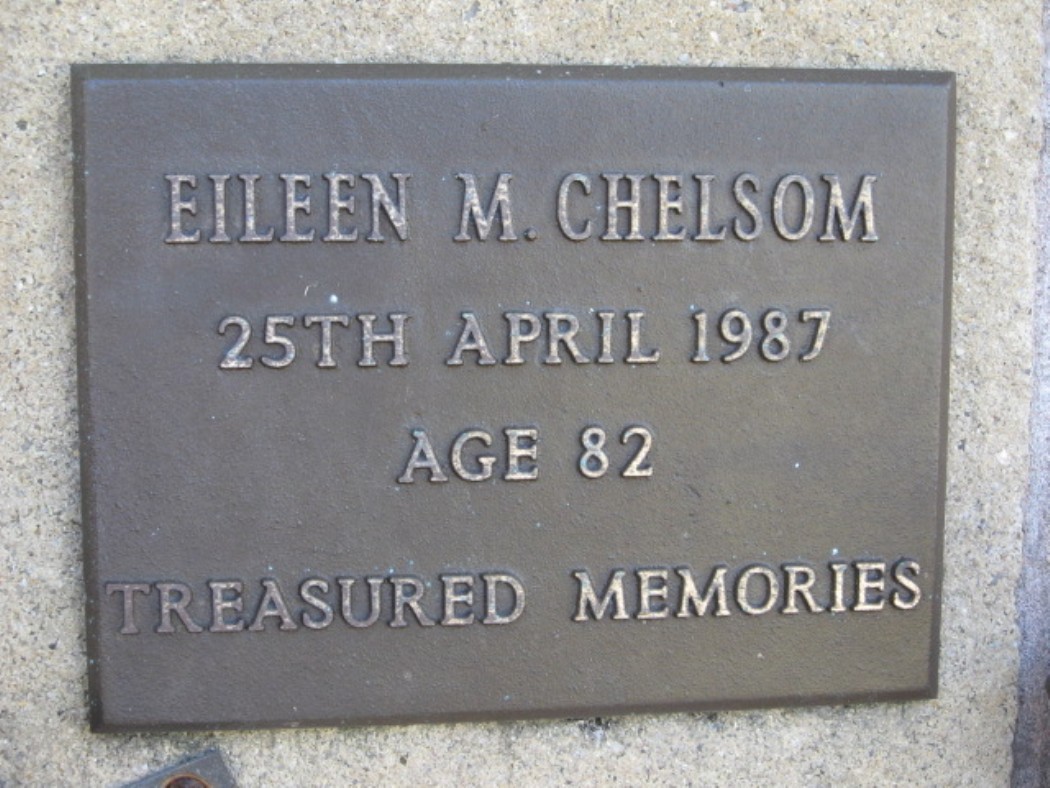 EILEEN M. CHELSOM
25TH APRIL 1987
AGE 82
TREASURED MEMORIES